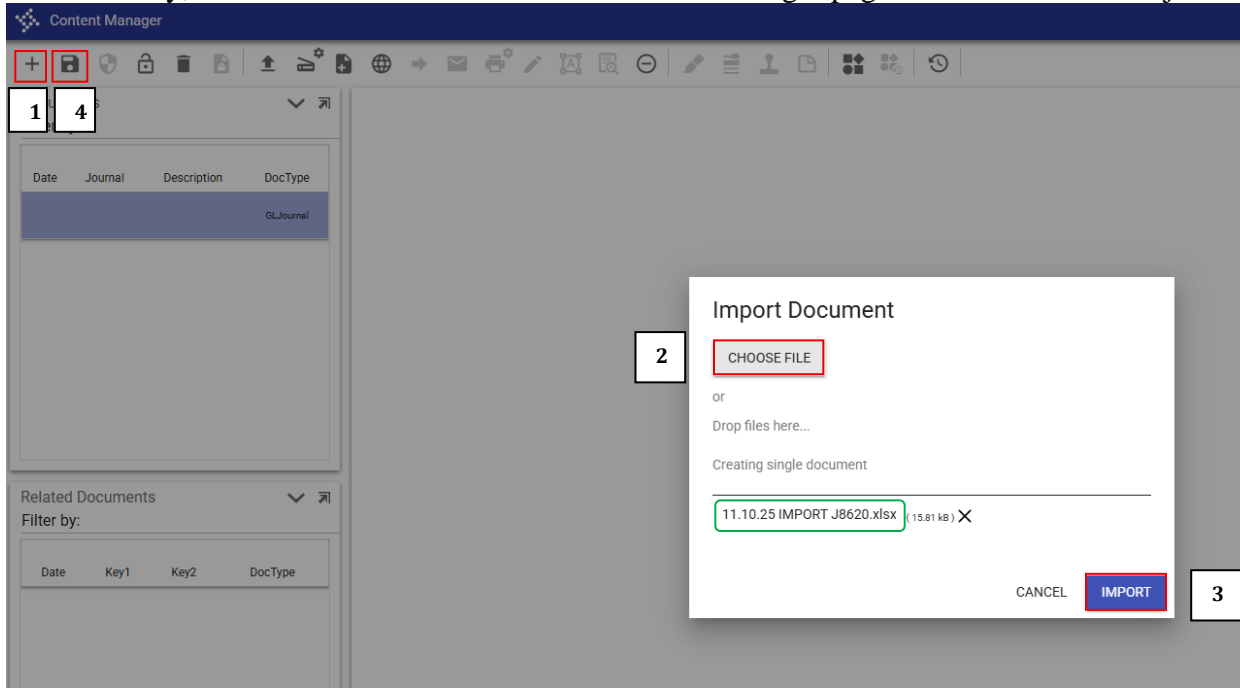 Content Manager
1
4
Date Journal Description DocType
GLJournal
Import Document
2
CHOOSE FILE
or
Drop files here...
Creating single document
11.10.25 IMPORT J8620.xlsx (15.81 kB)
CANCEL IMPORT
3
Related Documents
Filter by:
Date Key1 Key2 DocType